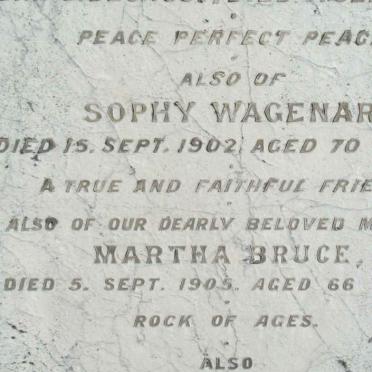 PEACE PERFECT PEACE
ALSO OF
SOPHY WAGENAR
DIED 15. SEPT. 1902, AGED 70
A TRUE AND FAITHFUL FRIE
ALSO OF OUR DEARLY BELOVED M
MARTHA BRUCE,
DIED 5. SEPT. 1905. AGED 66
ROCK OF AGES.
ALSO